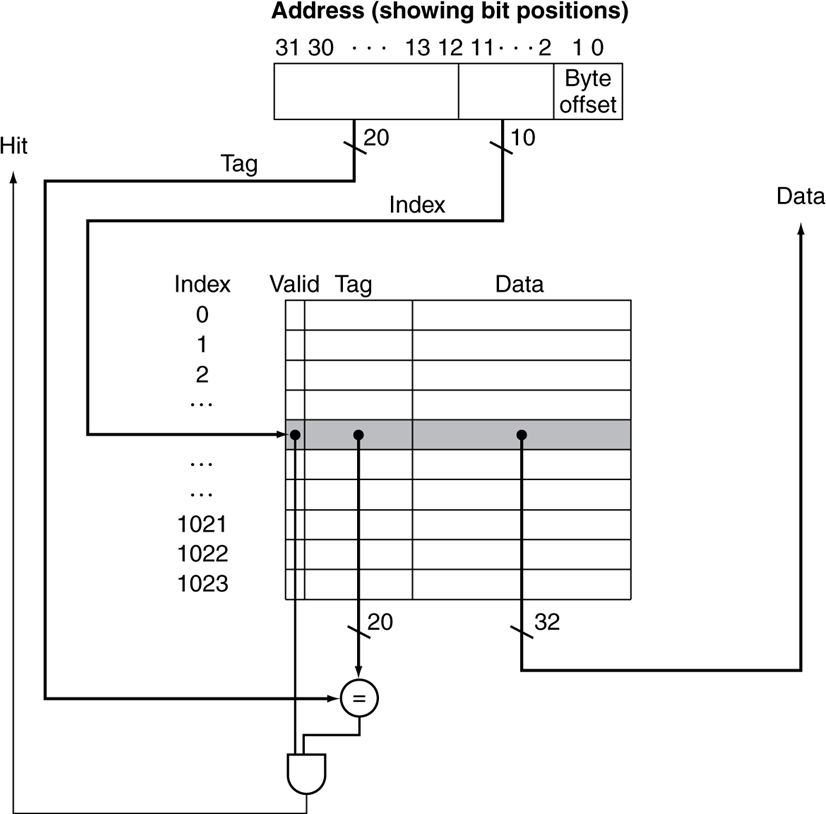 Address (showing bit positions)
31 30 ··· 13 12 11···2 1 0
Byte
offset
20
10
Hit
Tag
Index
Data
Index Valid Tag Data
0
1
2
···
···
···
1021
1022
1023
20
32
=